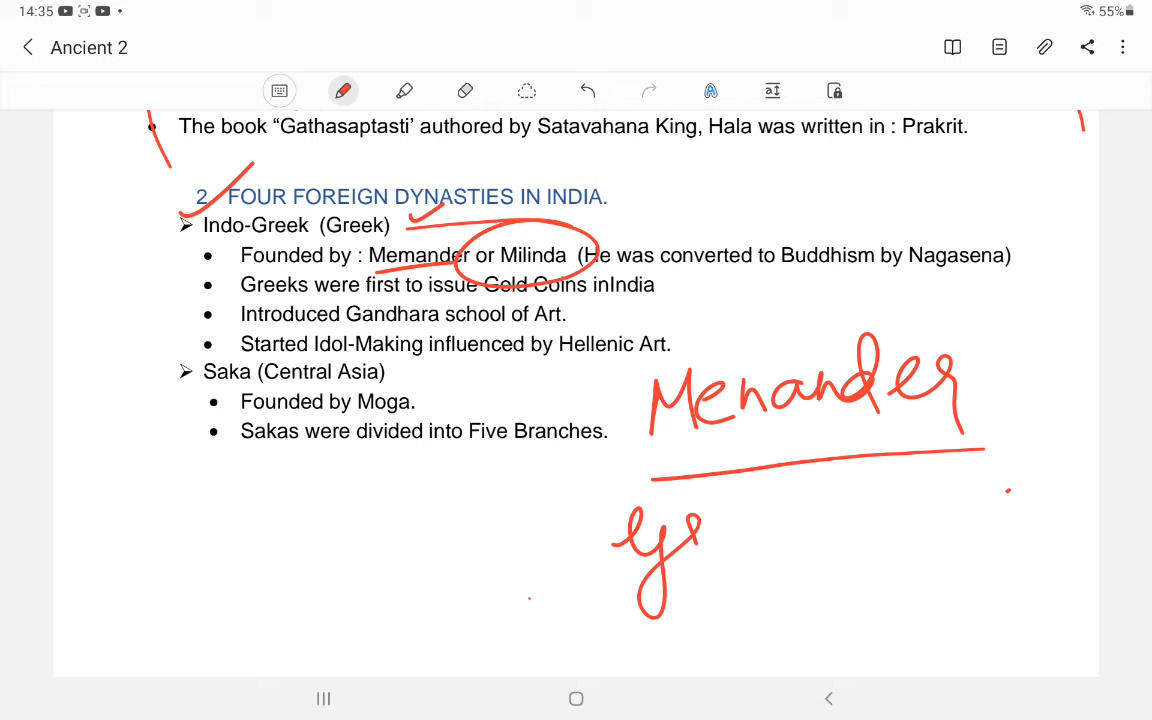 14:35
55%
Ancient 2
The book “Gathasaptasti’ authored by Satavahana King, Hala was written in : Prakrit.
2. FOUR FOREIGN DYNASTIES IN INDIA.
Indo-Greek (Greek)
Founded by : Memander or Milinda (He was converted to Buddhism by Nagasena)
Greeks were first to issue Gold Coins inIndia
Introduced Gandhara school of Art.
Started Idol-Making influenced by Hellenic Art.
Saka (Central Asia)
Founded by Moga.
Sakas were divided into Five Branches.
Menander